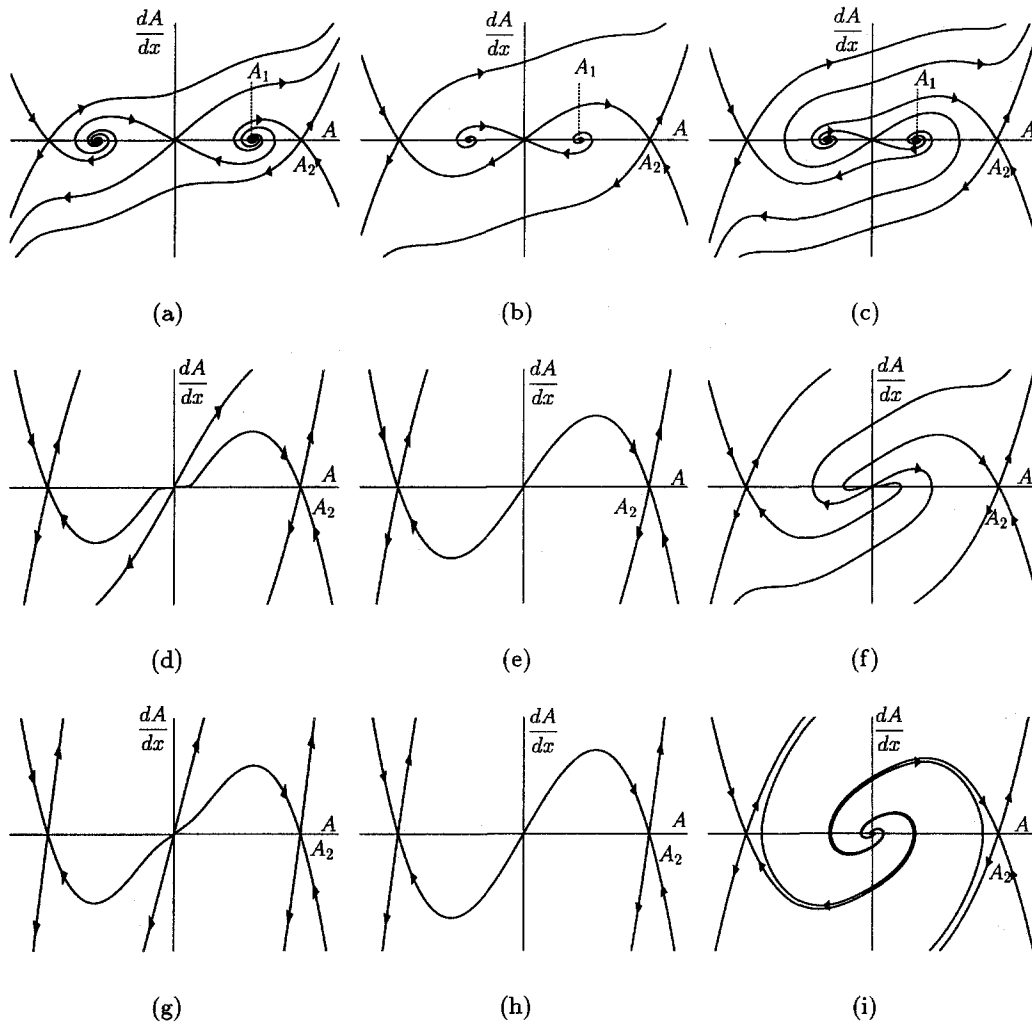 dA/dx
A₁
A
A₂
(a)
dA/dx
A₁
A
A₂
(b)
dA/dx
A₁
A
A₂
(c)
dA/dx
A
A₂
(d)
dA/dx
A
A₂
(e)
dA/dx
A
A₂
(f)
dA/dx
A
A₂
(g)
dA/dx
A
A₂
(h)
dA/dx
A
A₂
(i)